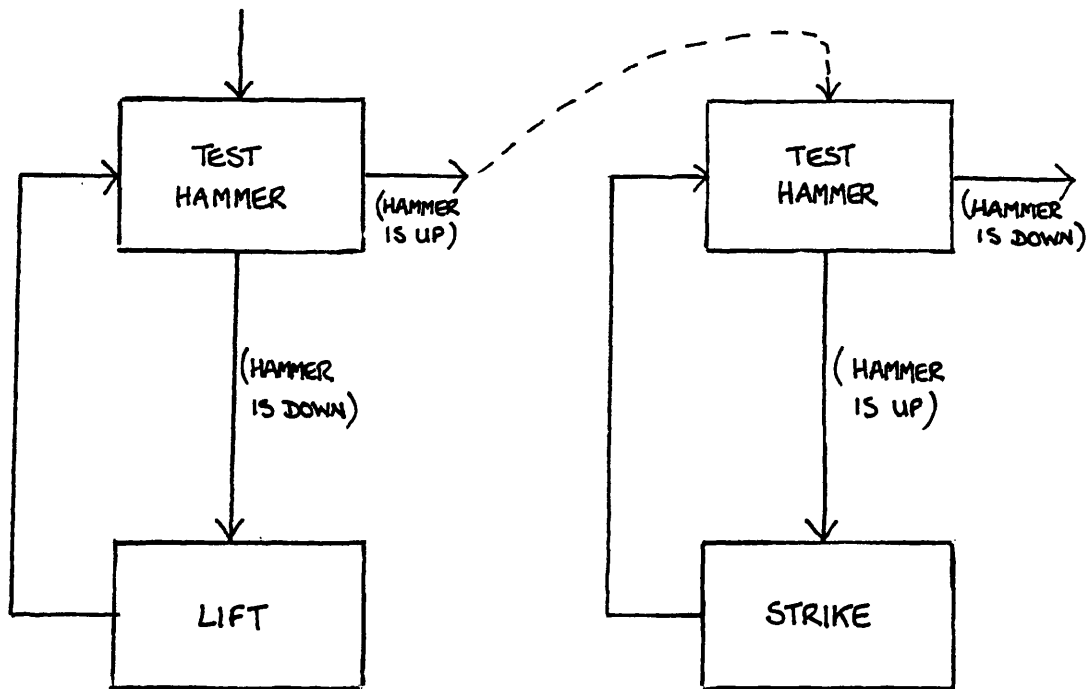 TEST
HAMMER
(HAMMER
IS UP)
(HAMMER
IS DOWN)
LIFT
TEST
HAMMER
(HAMMER
IS DOWN)
(HAMMER
IS UP)
STRIKE